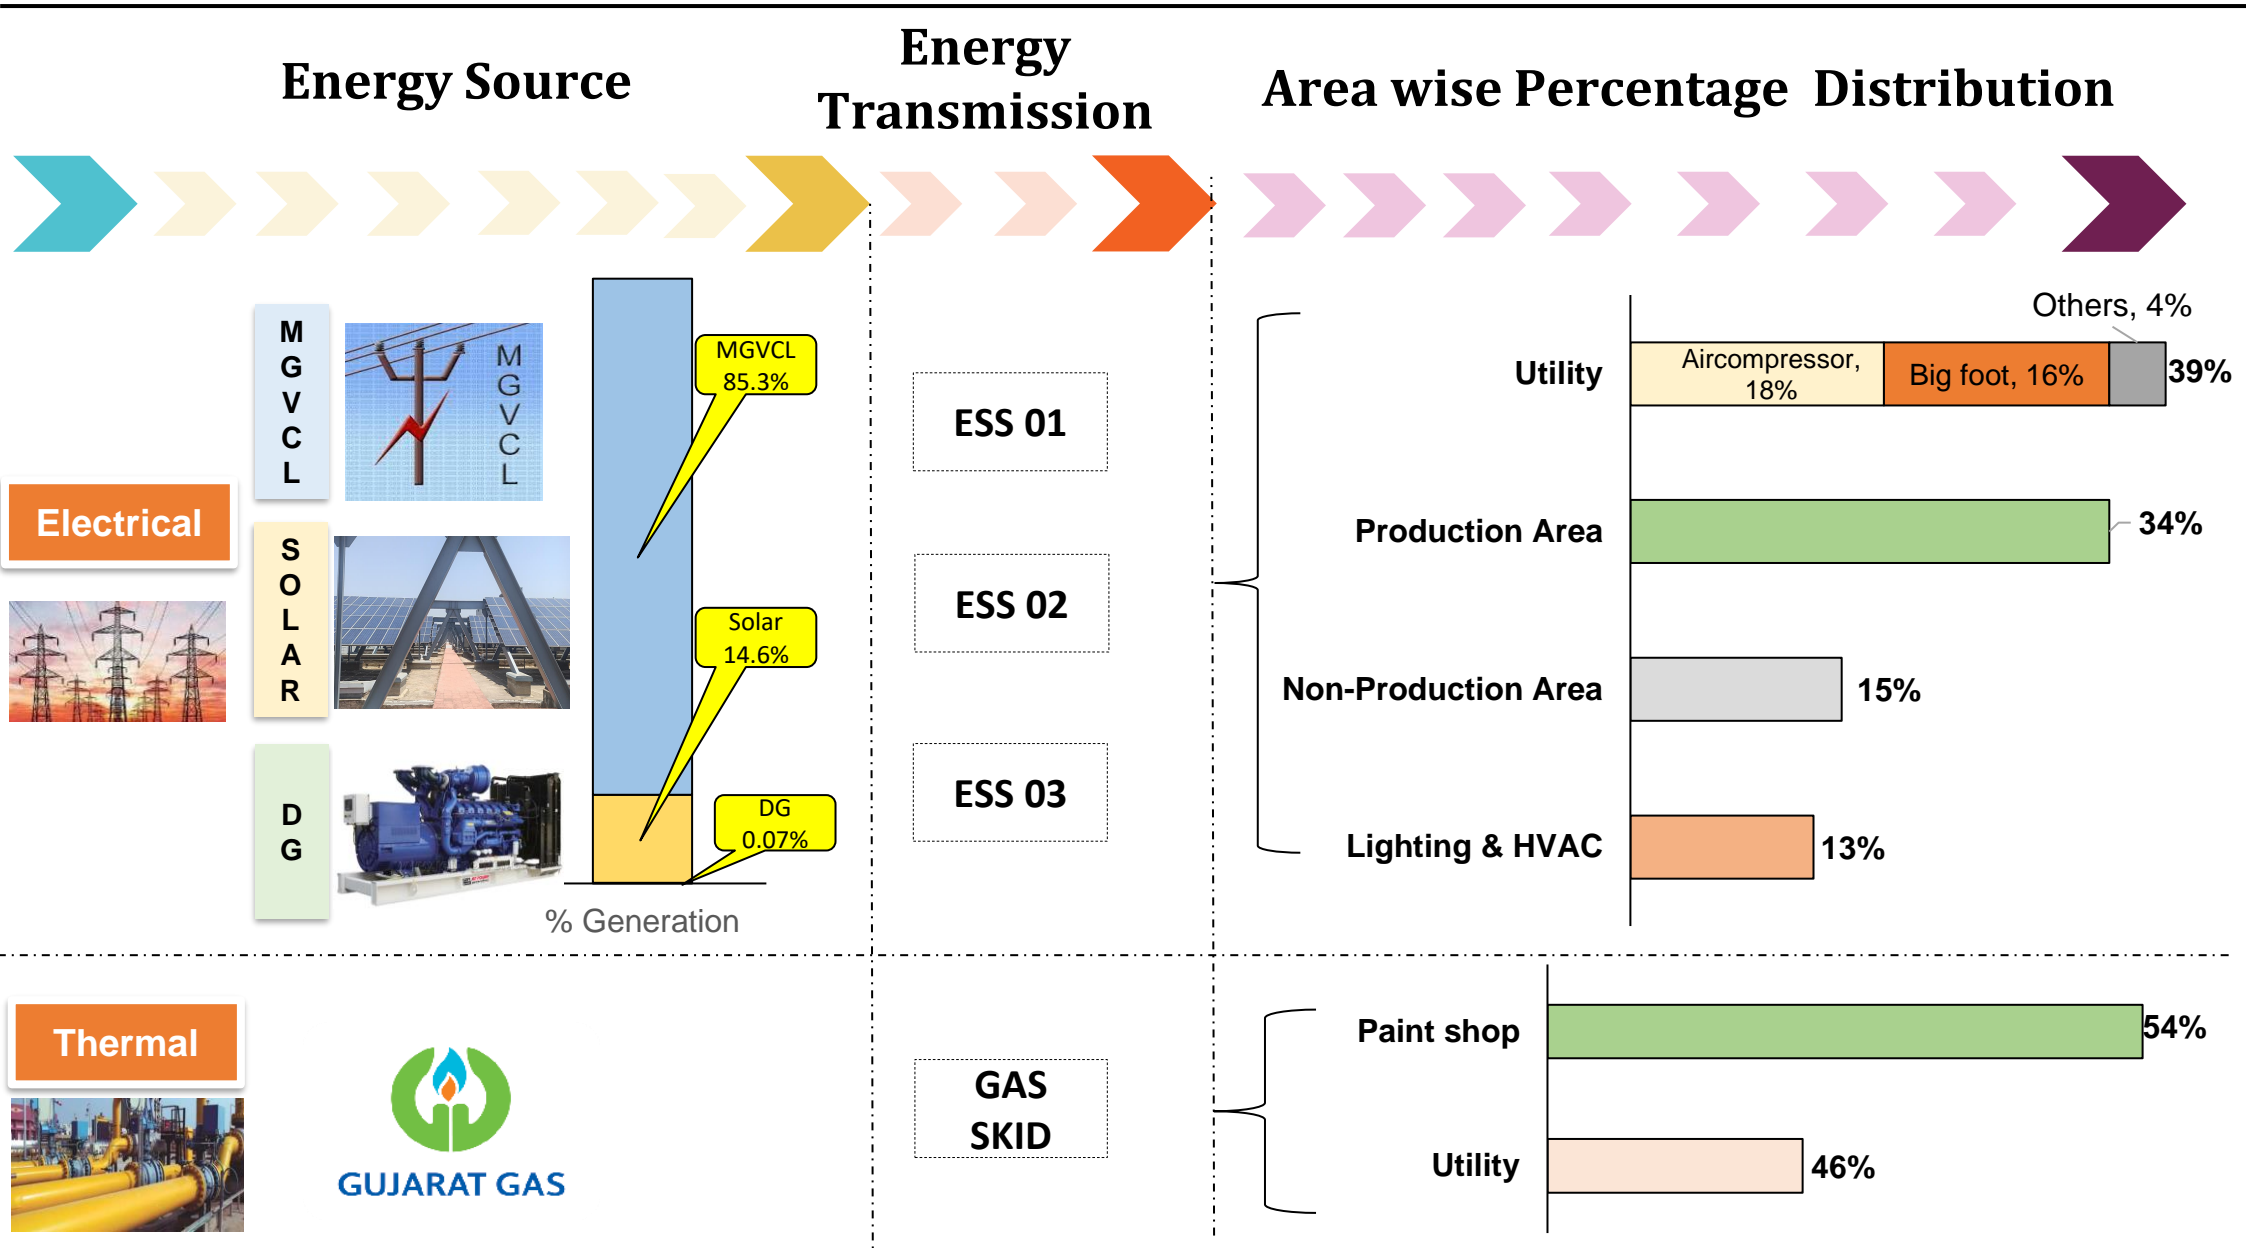 Energy Source
Energy
Transmission
Area wise Percentage Distribution
Electrical
M
G
V
C
L
M
G
V
C
L
S
O
L
A
R
D
G
MGVCL
85.3%
Solar
14.6%
DG
0.07%
% Generation
ESS 01
ESS 02
ESS 03
Others, 4%
Utility
Aircompressor,
18%
Big foot, 16%
39%
Production Area
34%
Non-Production Area
15%
Lighting & HVAC
13%
Thermal
GUJARAT GAS
GAS
SKID
Paint shop
54%
Utility
46%